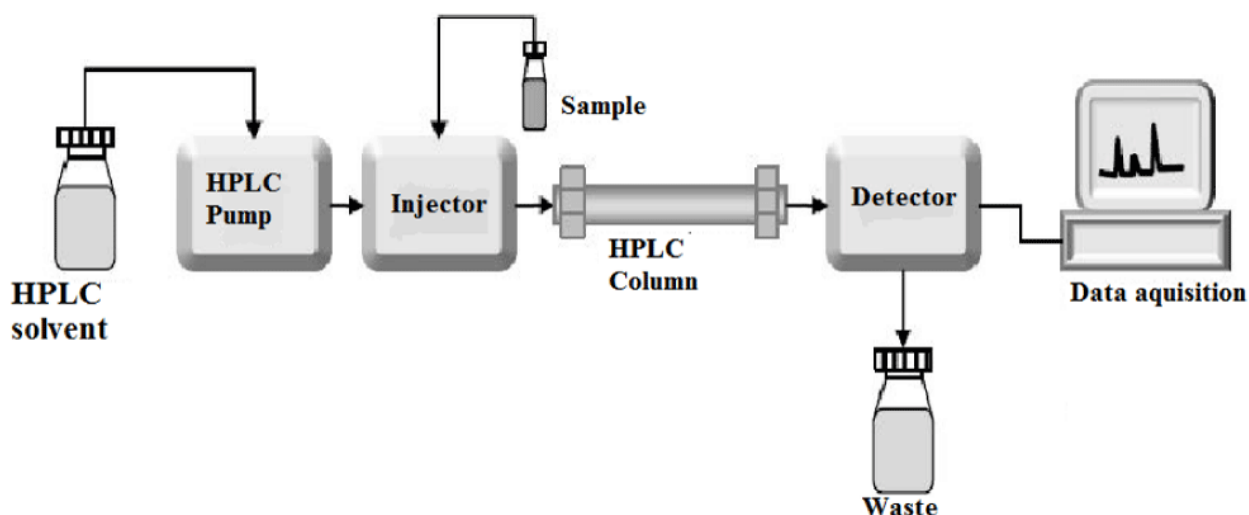 HPLC
solvent
HPLC
Pump
Sample
Injector
HPLC
Column
Detector
Waste
Data aquisition